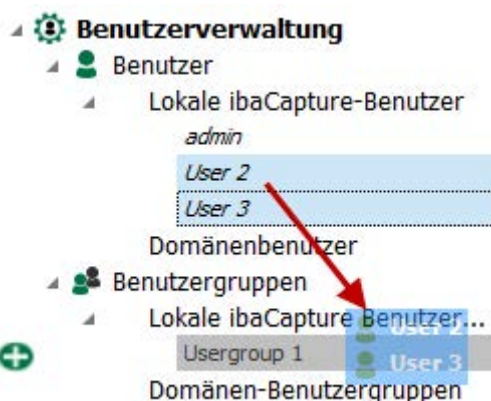 Benutzerverwaltung
Benutzer
Lokale ibaCapture-Benutzer
admin
User 2
User 3
Domänenbenutzer
Benutzergruppen
Lokale ibaCapture Benutzer...
User 2
Usergroup 1
User 3
Domänen-Benutzergruppen